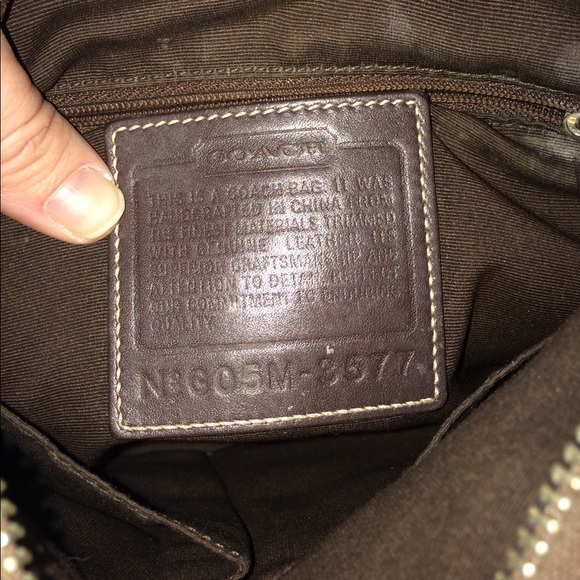 COACH
THIS IS A COACH BAG. IT WAS
HANDCRAFTED IN CHINA FROM
THE FINEST MATERIALS TRIMMED
WITH GENUINE LEATHER. ITS
SUPERIOR CRAFTSMANSHIP AND
ATTENTION TO DETAIL REFLECT
OUR COMMITMENT TO ENDURING
QUALITY.
Nº G05M-3577